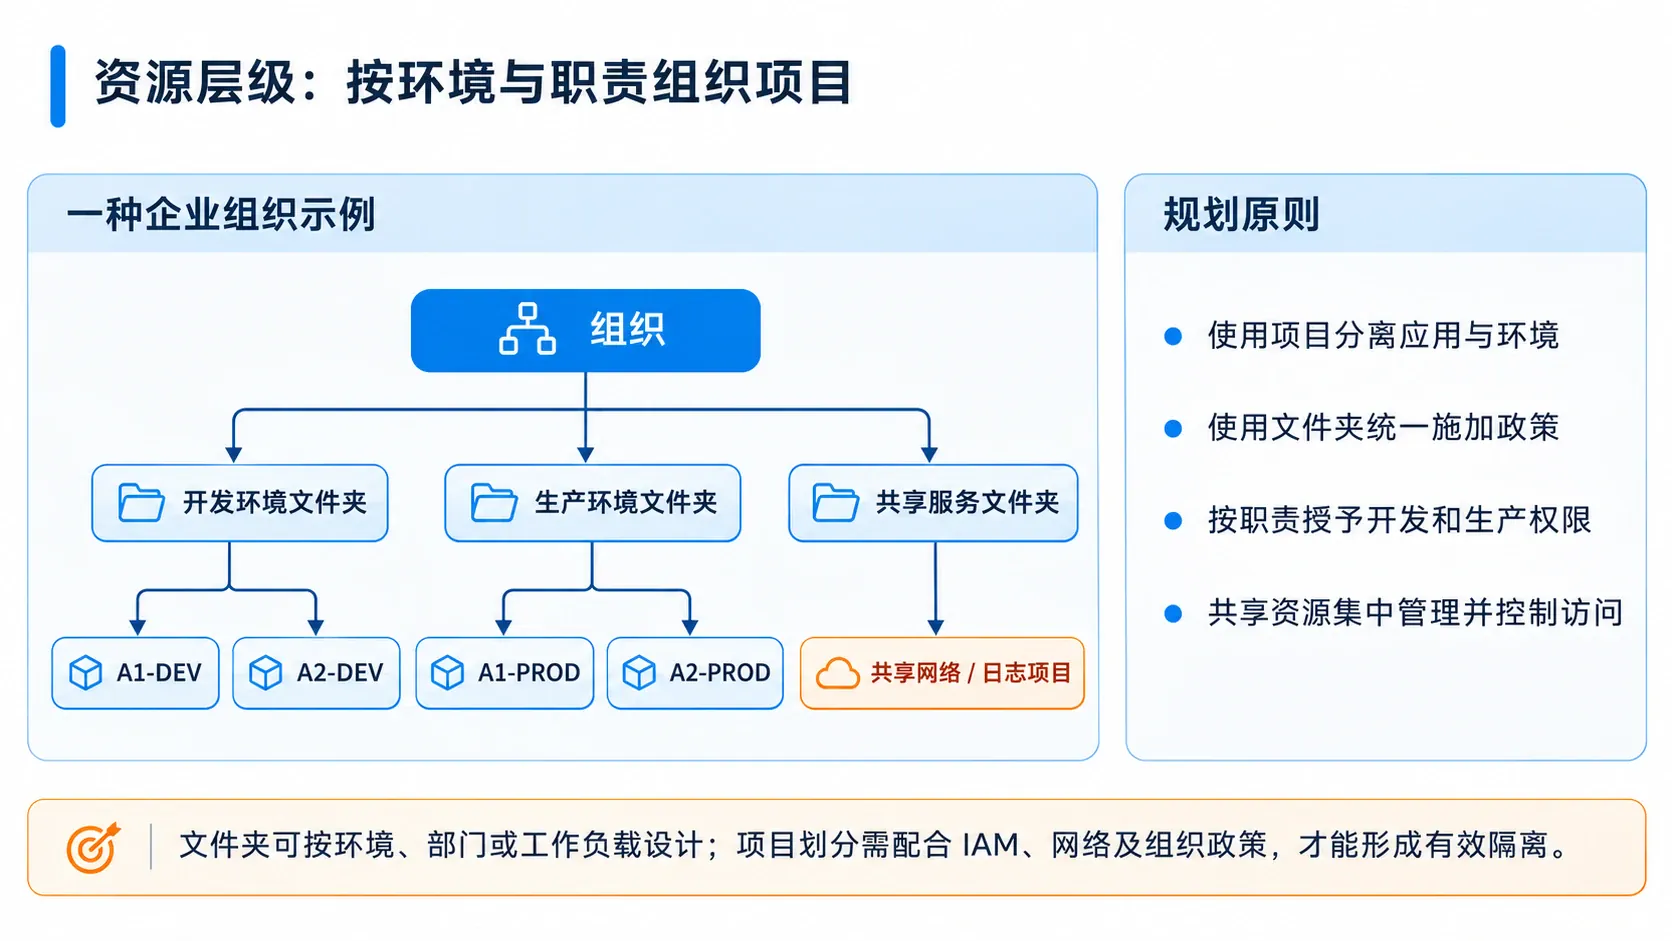 资源层级：按环境与职责组织项目
一种企业组织示例
组织
开发环境文件夹
生产环境文件夹
共享服务文件夹
A1-DEV
A2-DEV
A1-PROD
A2-PROD
共享网络 / 日志项目
规划原则
使用项目分离应用与环境
使用文件夹统一施加政策
按职责授予开发和生产权限
共享资源集中管理并控制访问
文件夹可按环境、部门或工作负载设计；项目划分需配合 IAM、网络及组织政策，才能形成有效隔离。